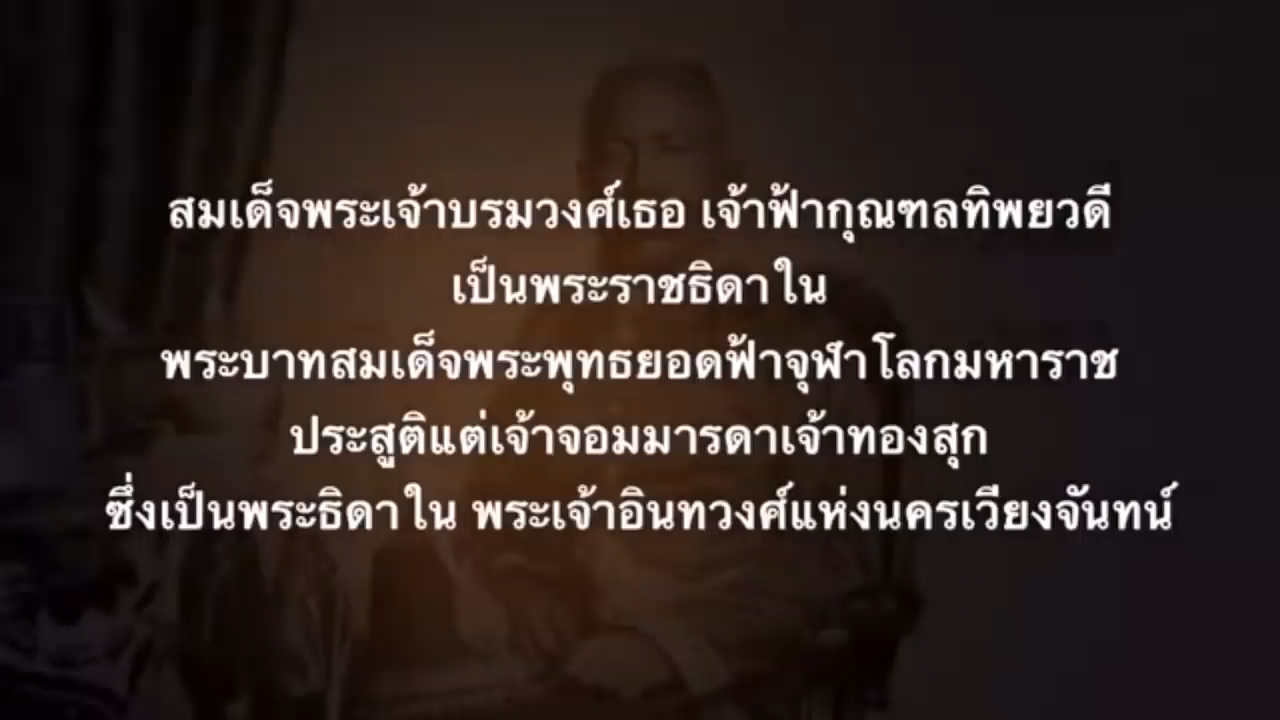 สมเด็จพระเจ้าบรมวงศ์เธอ เจ้าฟ้ากุณฑลทิพยวดี
เป็นพระราชธิดาใน
พระบาทสมเด็จพระพุทธยอดฟ้าจุฬาโลกมหาราช
ประสูติแต่เจ้าจอมมารดาเจ้าทองสุก
ซึ่งเป็นพระธิดาใน พระเจ้าอินทวงศ์แห่งนครเวียงจันทน์